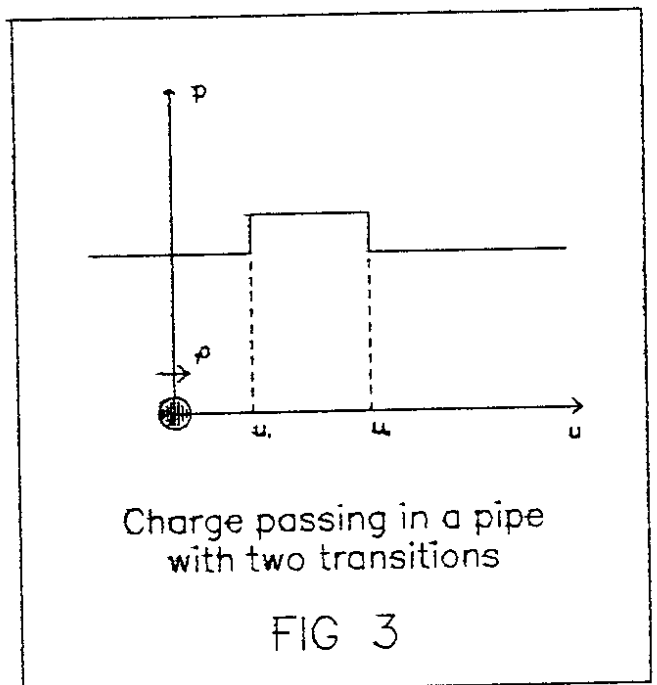 p
ρ
u
Charge passing in a pipe
with two transitions
FIG 3